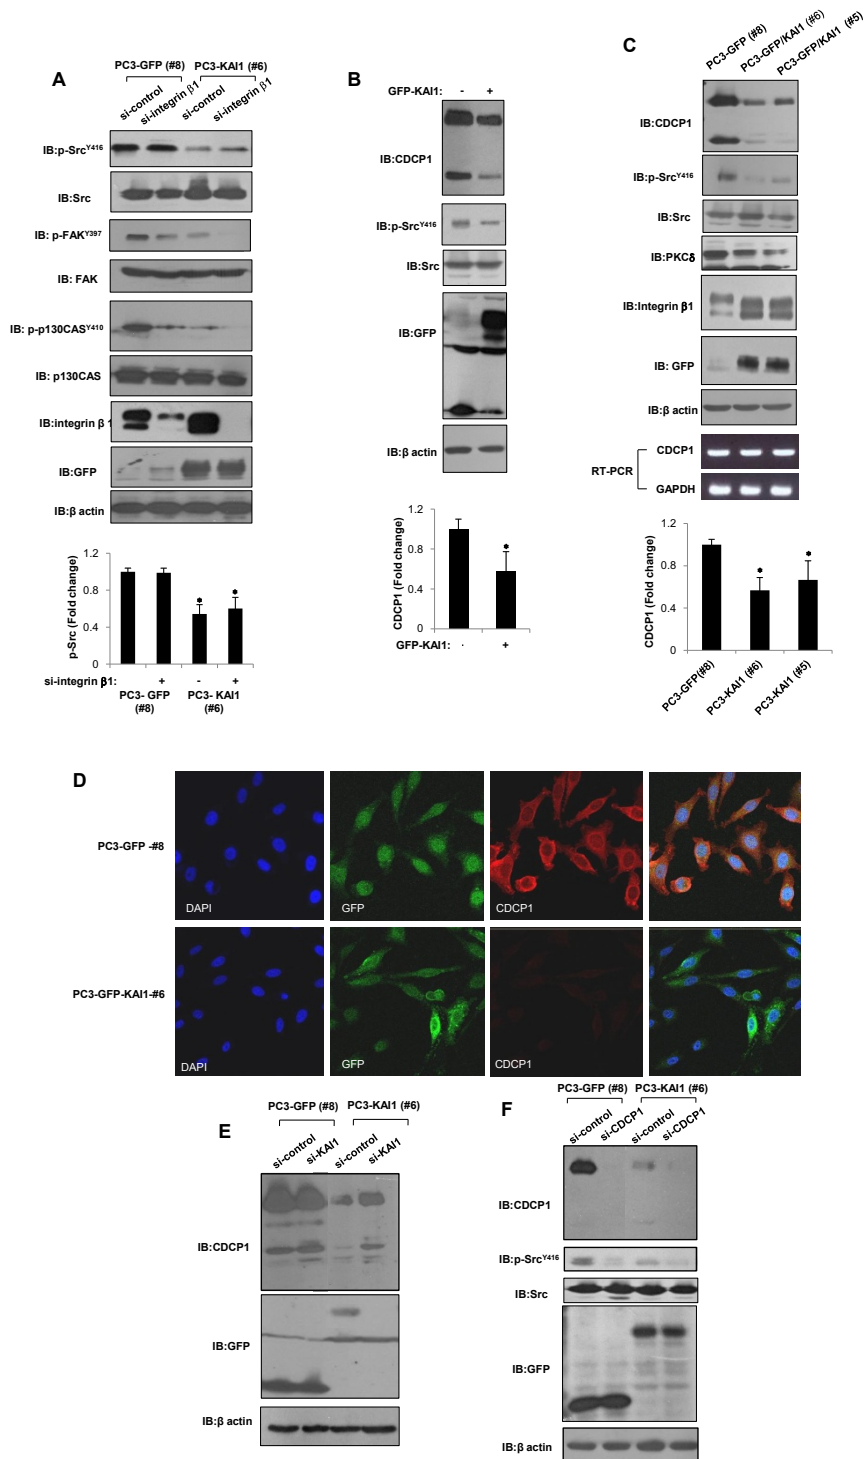 A
PC3-GFP (#8) PC3-KAI1 (#6)
si-control
si-integrin β1
si-control
si-integrin β1
IB:p-SrcY416
IB:Src
IB: p-FAKY397
IB: FAK
IB: p-p130CASY410
IB: p130CAS
IB:integrin β 1
IB:GFP
IB:β actin
p-Src (Fold change)
1.2
0.8
0.4
0
* *
si-integrin β1: + - +
PC3- GFP (#8)
PC3- KAI1 (#6)
B
GFP-KAI1: - +
IB:CDCP1
IB:p-SrcY416
IB:Src
IB:GFP
IB:β actin
CDCP1 (Fold change)
1.2
0.8
0.4
0
*
GFP-KAI1: - +
C
PC3-GFP (#8)
PC3-GFP/KAI1 (#6)
PC3-GFP/KAI1 (#5)
IB:CDCP1
IB:p-SrcY416
IB:Src
IB:PKCδ
IB:Integrin β1
IB: GFP
IB:β actin
RT-PCR
CDCP1
GAPDH
CDCP1 (Fold change)
1.2
0.8
0.4
0
* *
PC3-GFP(#8)
PC3-KAI1 (#6)
PC3-KAI1 (#5)
D
PC3-GFP -#8
DAPI GFP CDCP1
PC3-GFP-KAI1-#6
DAPI GFP CDCP1
E
PC3-GFP (#8) PC3-KAI1 (#6)
si-control
si-KAI1
si-control
si-KAI1
IB:CDCP1
IB:GFP
IB:β actin
F
PC3-GFP (#8) PC3-KAI1 (#6)
si-control
si-CDCP1
si-control
si-CDCP1
IB:CDCP1
IB:p-SrcY416
IB:Src
IB:GFP
IB:β actin